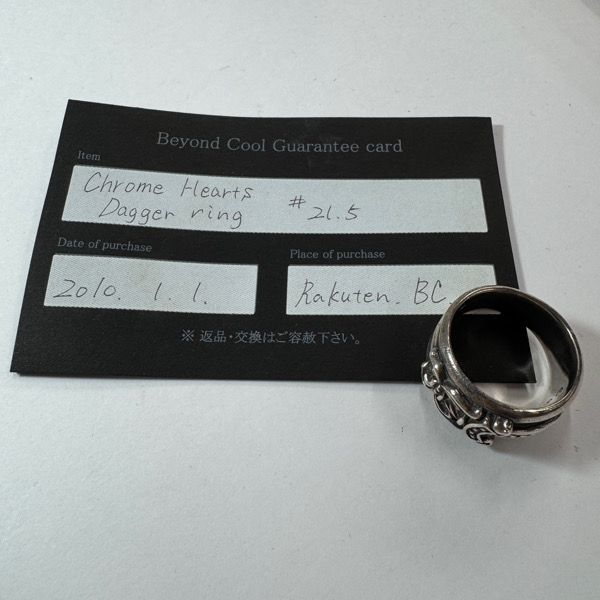 Beyond Cool Guarantee card
Item
Chrome Hearts
Dagger ring #21.5
Date of purchase
2010. 1. 1.
Place of purchase
Rakuten. BC.
※ 返品・交換はご容赦下さい。